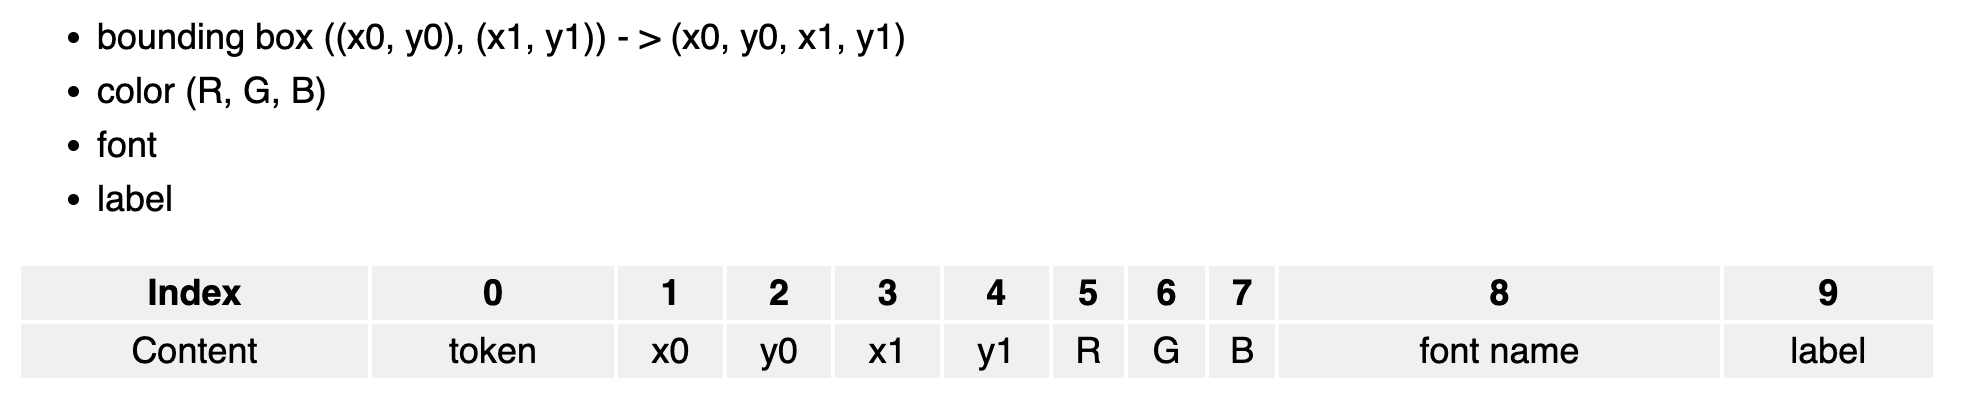 • bounding box ((x0, y0), (x1, y1)) - > (x0, y0, x1, y1)
• color (R, G, B)
• font
• label
Index 0 1 2 3 4 5 6 7 8 9
Content token x0 y0 x1 y1 R G B font name label